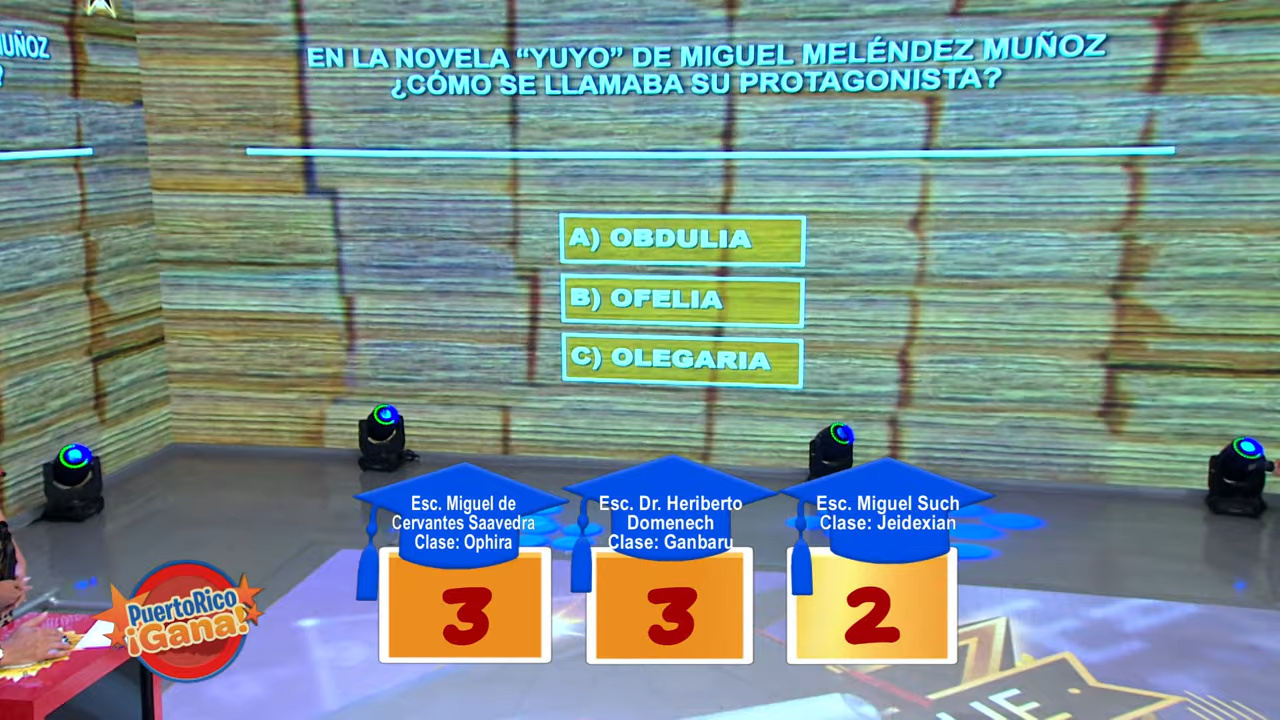 UÑOZ
?
EN LA NOVELA “YUYO” DE MIGUEL MELÉNDEZ MUÑOZ
¿CÓMO SE LLAMABA SU PROTAGONISTA?
A) OBDULIA
B) OFELIA
C) OLEGARIA
Esc. Miguel de
Cervantes Saavedra
Clase: Ophira
3
Esc. Dr. Heriberto
Domenech
Clase: Ganbaru
3
Esc. Miguel Such
Clase: Jeidexian
2
PuertoRico
¡Gana!